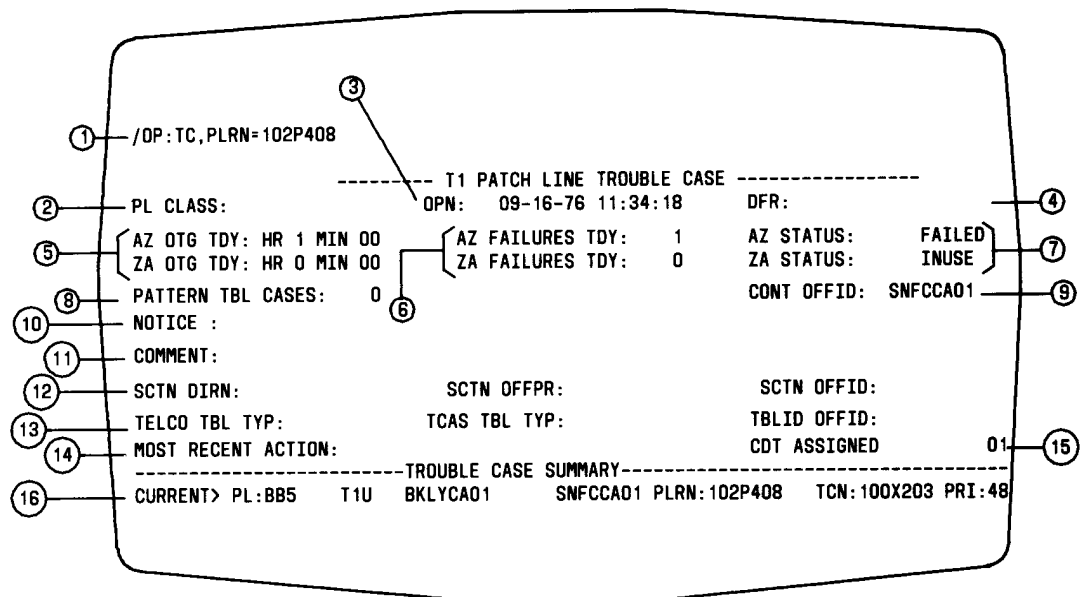 3
1 /OP:TC,PLRN=102P408
--------- T1 PATCH LINE TROUBLE CASE -----------------
2 PL CLASS: OPN: 09-16-76 11:34:18 DFR: 4
5 AZ OTG TDY: HR 1 MIN 00 AZ FAILURES TDY: 1 AZ STATUS: FAILED 7
ZA OTG TDY: HR 0 MIN 00 ZA FAILURES TDY: 0 ZA STATUS: INUSE
8 PATTERN TBL CASES: 0 6 CONT OFFID: SNFCCA01 9
10 NOTICE :
11 COMMENT:
12 SCTN DIRN: SCTN OFFPR: SCTN OFFID:
13 TELCO TBL TYP: TCAS TBL TYP: TBLID OFFID:
14 MOST RECENT ACTION: CDT ASSIGNED 01 15
--------------------------TROUBLE CASE SUMMARY--------------------------------------
16 CURRENT> PL:BB5 T1U BKLYCA01 SNFCCA01 PLRN:102P408 TCN:100X203 PRI:48